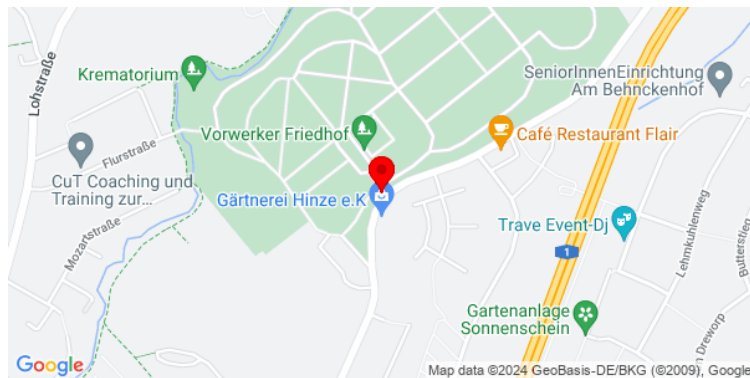 Lohstraße
Krematorium
SeniorInnenEinrichtung
Am Behnckenhof
Vorwerker Friedhof
Café Restaurant Flair
Flurstraße
CuT Coaching und
Training zur...
Gärtnerei Hinze e.K
Mozartstraße
Trave Event-Dj
Lehmkuhlenweg
Butterstieg
1
Gartenanlage
Sonnenschein
n Dreworp
Google
Map data ©2024 GeoBasis-DE/BKG (©2009), Google